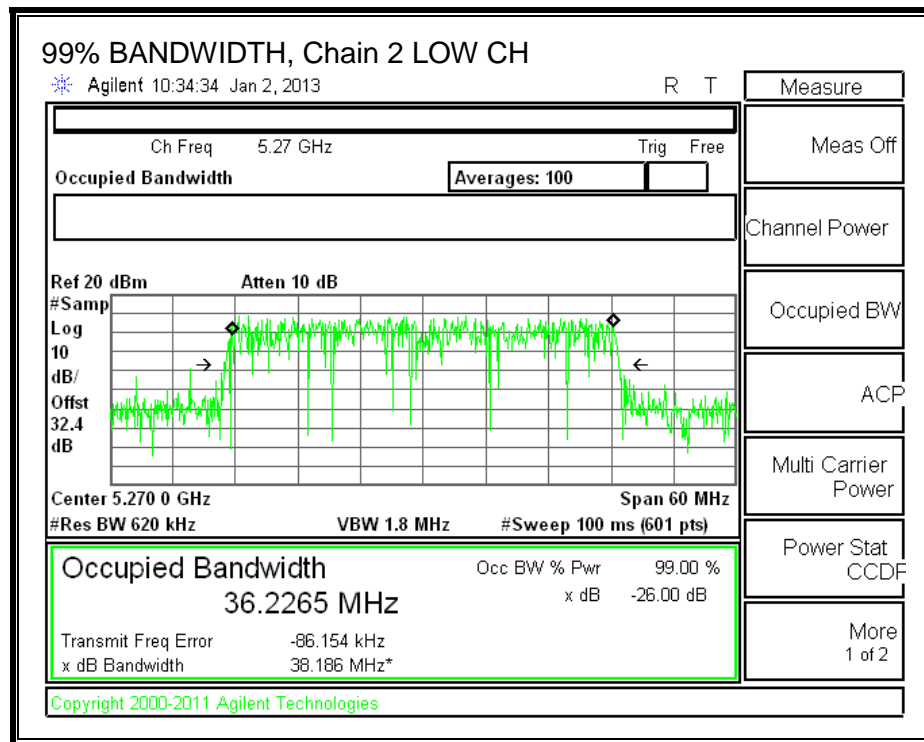 99% BANDWIDTH, Chain 2 LOW CH
Agilent 10:34:34 Jan 2, 2013 R T
Measure
Ch Freq 5.27 GHz Trig Free
Occupied Bandwidth Averages: 100
Ref 20 dBm Atten 10 dB
#Samp
Log
10
dB/
Offst
32.4
dB
Center 5.270 0 GHz Span 60 MHz
#Res BW 620 kHz VBW 1.8 MHz #Sweep 100 ms (601 pts)
Occupied Bandwidth Occ BW % Pwr 99.00 %
36.2265 MHz x dB -26.00 dB
Transmit Freq Error -86.154 kHz
x dB Bandwidth 38.186 MHz*
Copyright 2000-2011 Agilent Technologies
Meas Off
Channel Power
Occupied BW
ACP
Multi Carrier
Power
Power Stat
CCDF
More
1 of 2